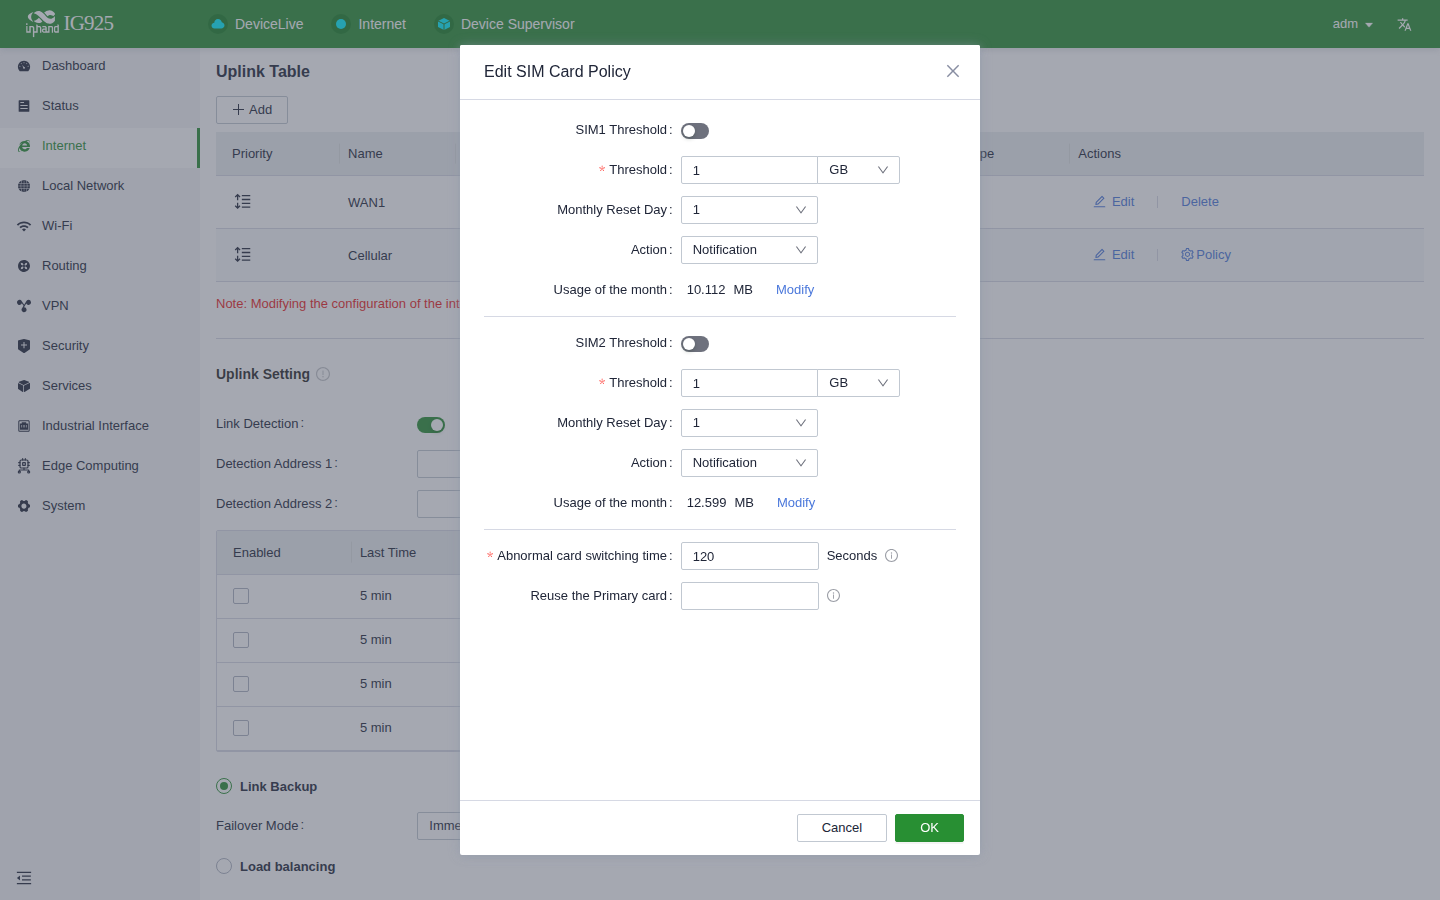 inhand IG925 DeviceLive Internet Device Supervisor adm
Dashboard
Status
Internet
Local Network
Wi-Fi
Routing
VPN
Security
Services
Industrial Interface
Edge Computing
System
Uplink Table
Add
Priority Name pe Actions
WAN1 Edit Delete
Cellular Edit Policy
Note: Modifying the configuration of the int
Uplink Setting
Link Detection:
Detection Address 1:
Detection Address 2:
Enabled Last Time
5 min
5 min
5 min
5 min
Link Backup
Failover Mode: Imme
Load balancing
Edit SIM Card Policy
SIM1 Threshold:
* Threshold: 1 GB
Monthly Reset Day: 1
Action: Notification
Usage of the month: 10.112 MB Modify
SIM2 Threshold:
* Threshold: 1 GB
Monthly Reset Day: 1
Action: Notification
Usage of the month: 12.599 MB Modify
* Abnormal card switching time: 120 Seconds
Reuse the Primary card:
Cancel OK